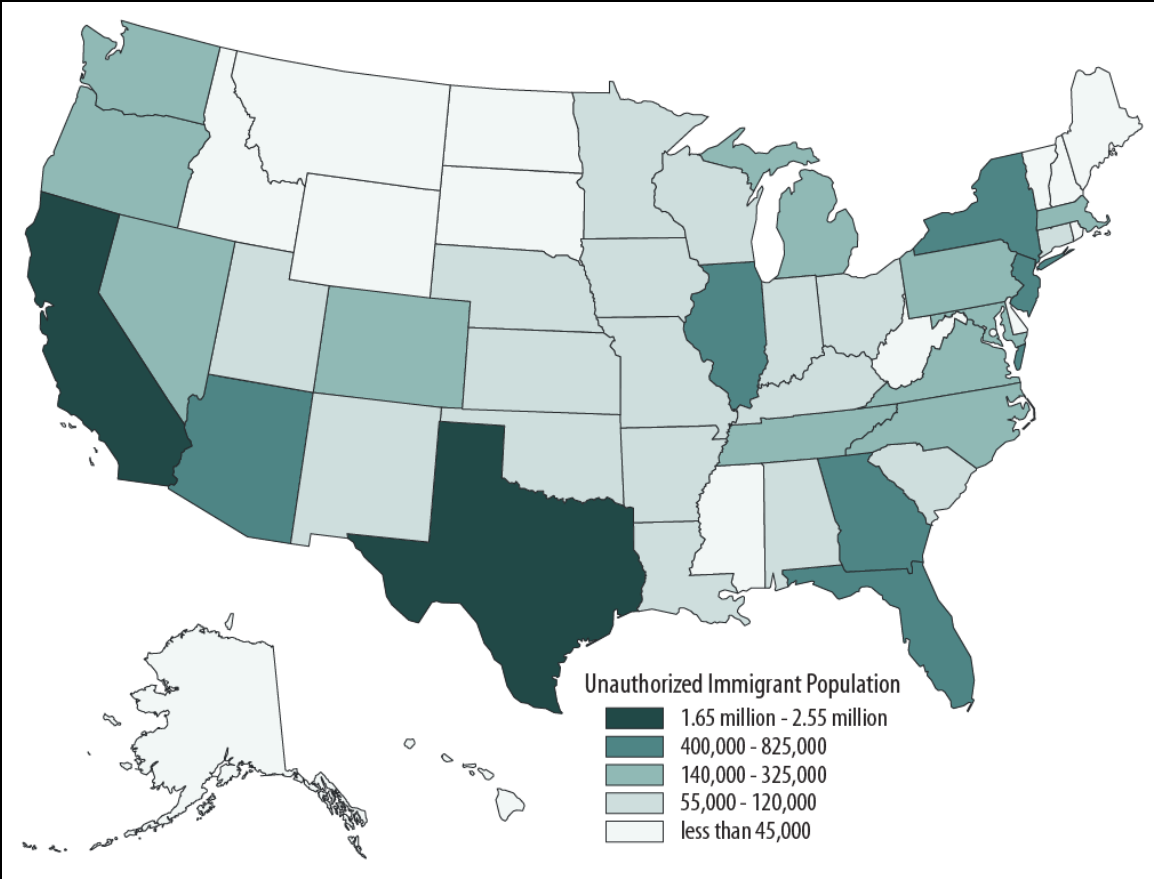 Unauthorized Immigrant Population
1.65 million - 2.55 million
400,000 - 825,000
140,000 - 325,000
55,000 - 120,000
less than 45,000